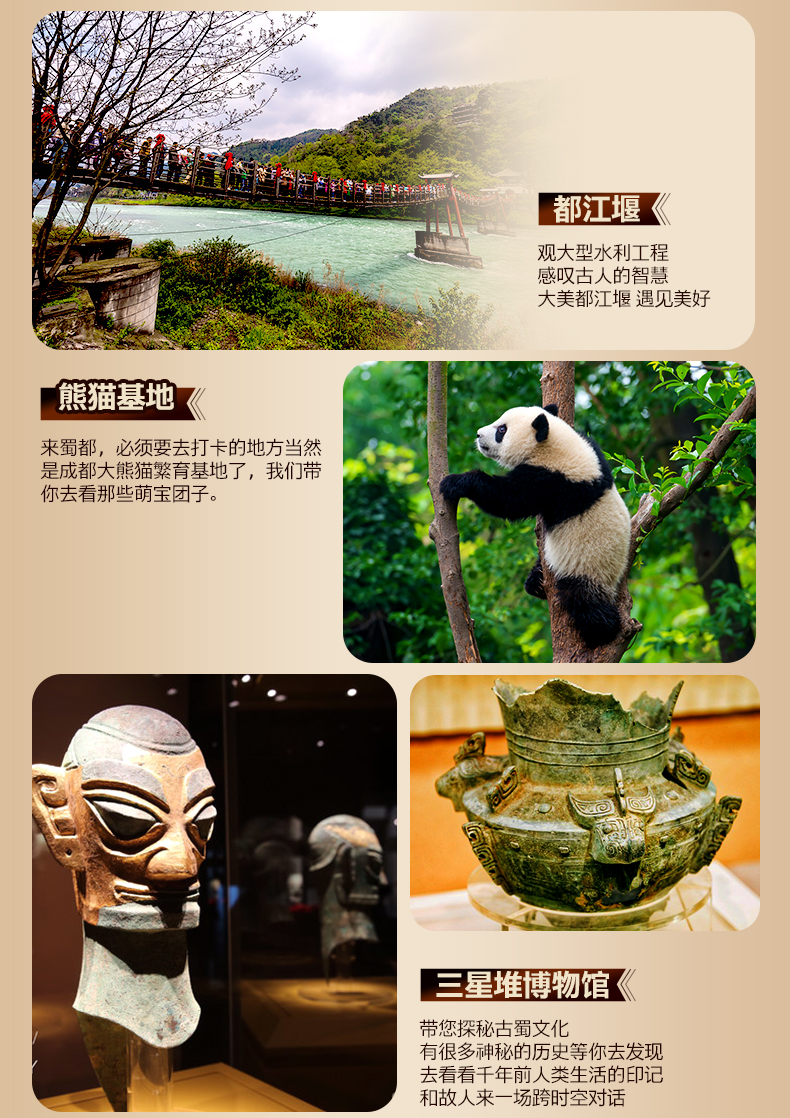 都江堰
观大型水利工程
感叹古人的智慧
大美都江堰 遇见美好
熊猫基地
来蜀都，必须要去打卡的地方当然
是成都大熊猫繁育基地了，我们带
你去看那些萌宝团子。
三星堆博物馆
带您探秘古蜀文化
有很多神秘的历史等你去发现
去看看千年前人类生活的印记
和故人来一场跨时空对话